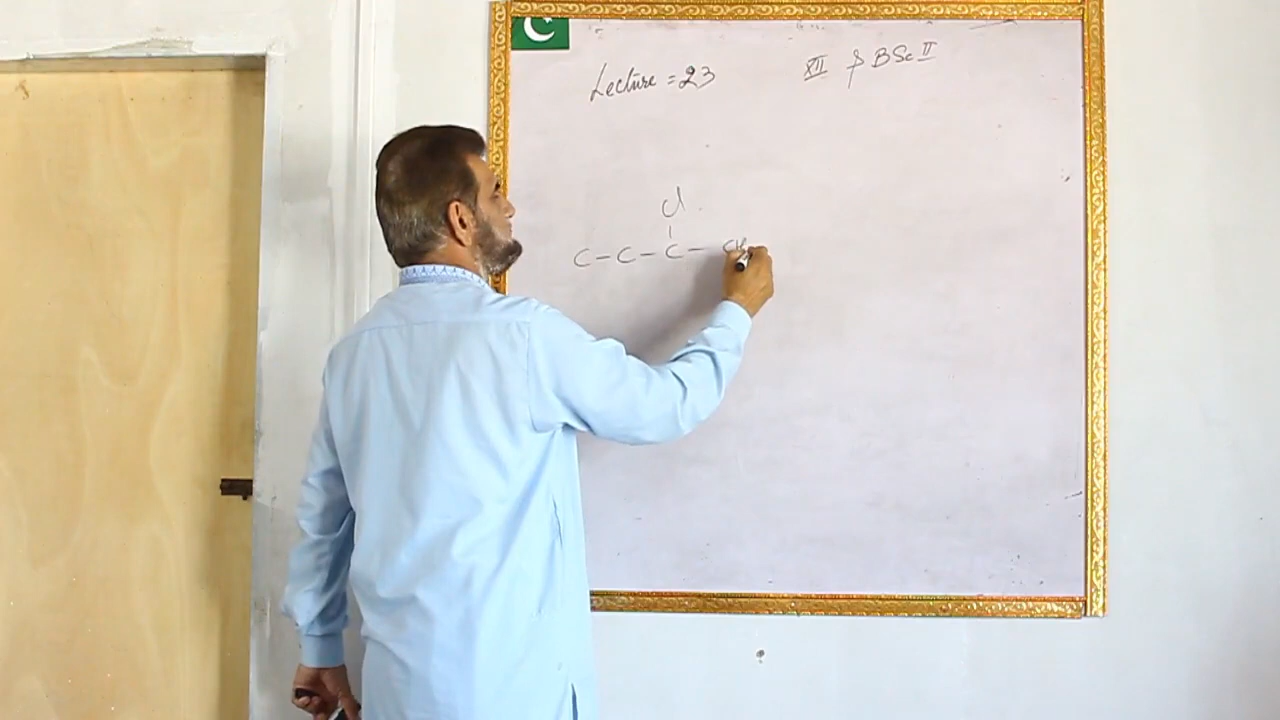 Lecture = 23
XII & BSc II
Cl
C - C - C - CH